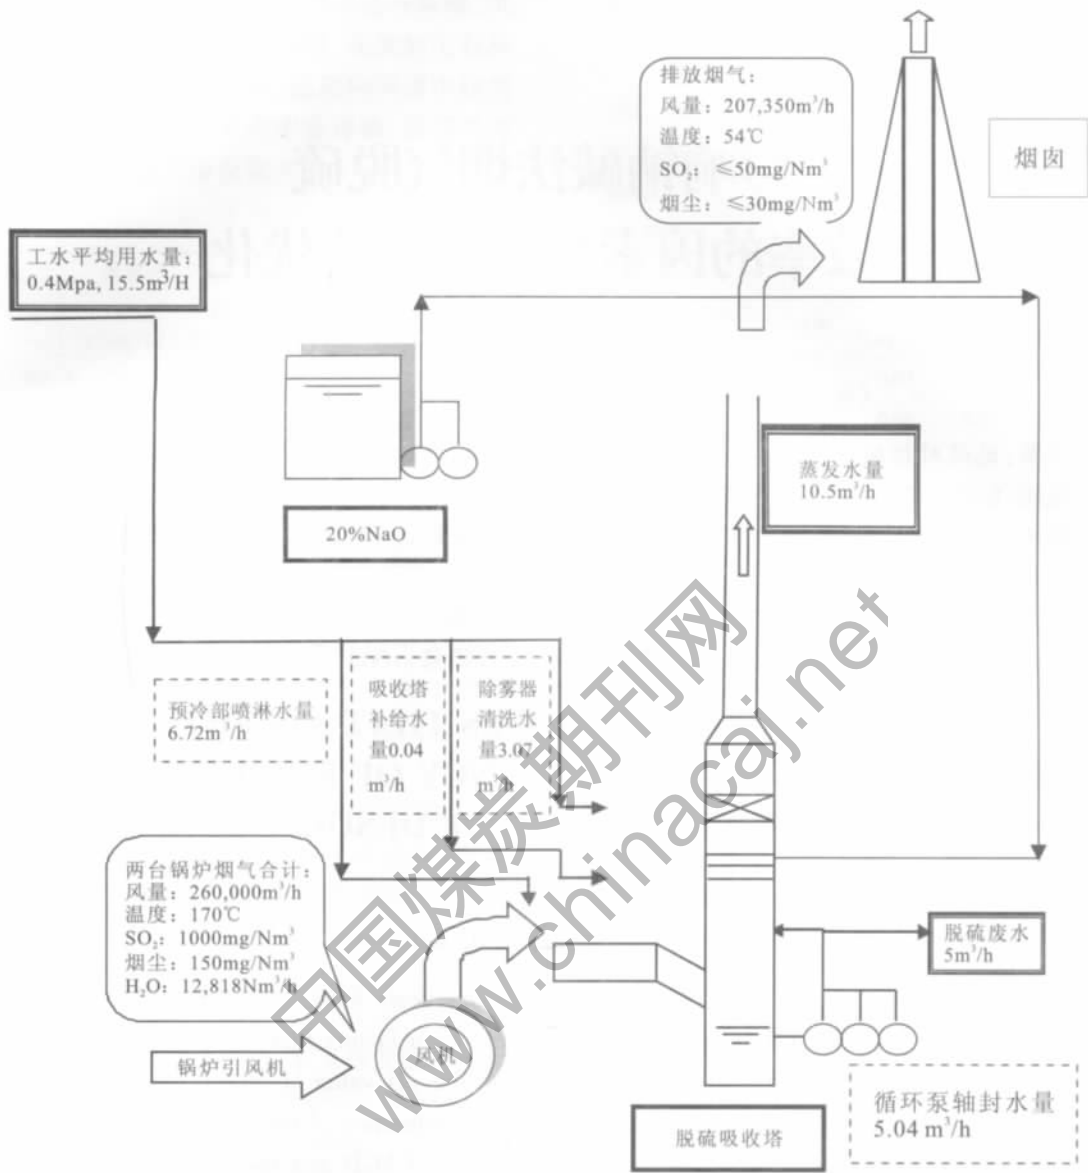 排放烟气：
风量：207,350m³/h
温度：54℃
SO₂：≤50mg/Nm³
烟尘：≤30mg/Nm³
烟囱
工水平均用水量：
0.4Mpa, 15.5m³/H
蒸发水量
10.5m³/h
20%NaO
预冷部喷淋水量
6.72m³/h
吸收塔
补给水
量0.04
m³/h
除雾器
清洗水
量3.07
m³/h
两台锅炉烟气合计：
风量：260,000m³/h
温度：170℃
SO₂：1000mg/Nm³
烟尘：150mg/Nm³
H₂O：12,818Nm³/h
脱硫废水
5m³/h
风机
锅炉引风机
循环泵轴封水量
5.04 m³/h
脱硫吸收塔
中国煤炭期刊网
www.chinacaj.net